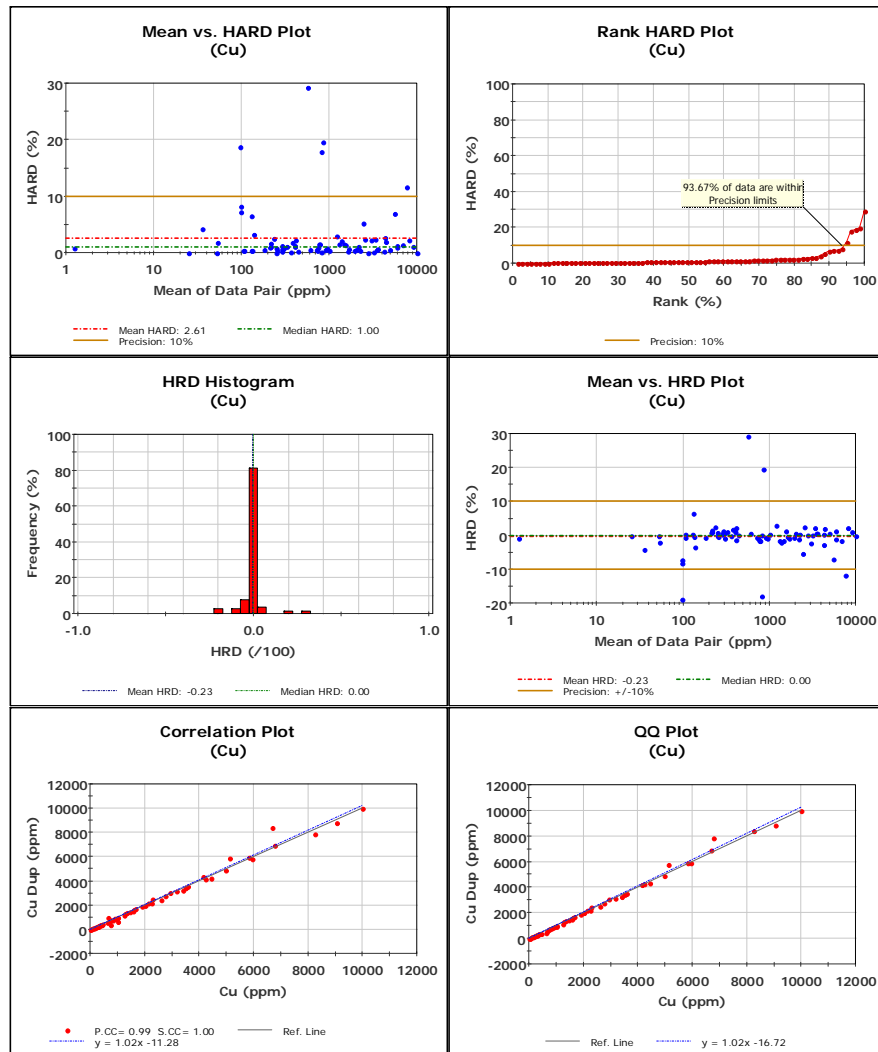 Mean vs. HARD Plot
(Cu)
HARD (%)
30
20
10
0
1
10
100
1000
10000
Mean of Data Pair (ppm)
Mean HARD: 2.61
Median HARD: 1.00
Precision: 10%
Rank HARD Plot
(Cu)
HARD (%)
100
80
60
40
20
0
93.67% of data are within
Precision limits
0 10 20 30 40 50 60 70 80 90 100
Rank (%)
Precision: 10%
HRD Histogram
(Cu)
Frequency (%)
100
80
60
40
20
0
-1.0 0.0 1.0
HRD (/100)
Mean HRD: -0.23
Median HRD: 0.00
Mean vs. HRD Plot
(Cu)
HRD (%)
30
20
10
0
-10
-20
1 10 100 1000 10000
Mean of Data Pair (ppm)
Mean HRD: -0.23
Median HRD: 0.00
Precision: +/-10%
Correlation Plot
(Cu)
Cu Dup (ppm)
12000
10000
8000
6000
4000
2000
0
-2000
0 2000 4000 6000 8000 10000 12000
Cu (ppm)
P.CC= 0.99 S.CC= 1.00
Ref. Line
y = 1.02x -11.28
QQ Plot
(Cu)
Cu Dup (ppm)
12000
10000
8000
6000
4000
2000
0
-2000
0 2000 4000 6000 8000 10000 12000
Cu (ppm)
Ref. Line
y = 1.02x -16.72